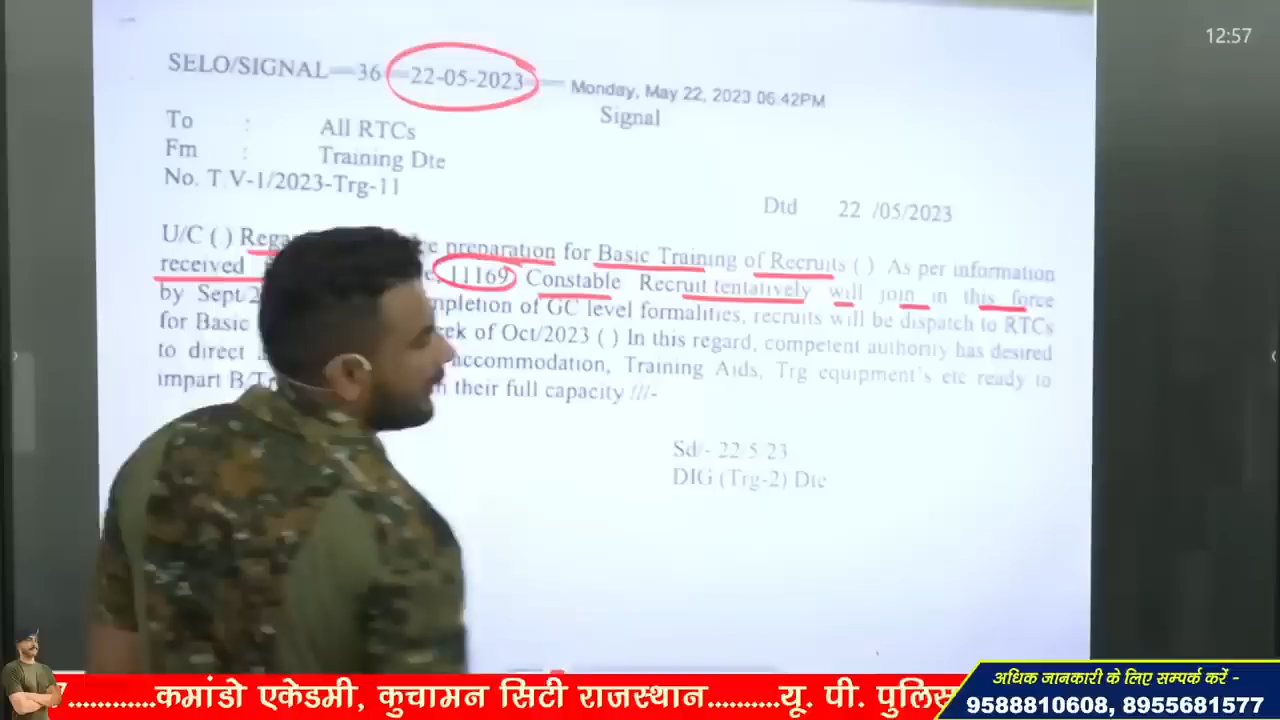 12:57
SELO/SIGNAL—36 —22-05-2023— Monday, May 22, 2023 06:42PM
Signal
To : All RTCs
Fm : Training Dte
No. T.V-1/2023-Trg-11
Dtd 22 /05/2023
U/C ( ) preparation for Basic Training of Recruits ( ) As per information
received 11169 Constable Recruit tentatively will join in this force
by of GC level formalities, recruits will be dispatch to RTCs
for Basic of Oct/2023 ( ) In this regard, competent authority has desired
to direct accommodation, Training Aids, Trg equipment's etc ready to
impart their full capacity ///-
Sd/- 22 5 23
DIG (Trg-2) Dte
............कमांडो एकेडमी, कुचामन सिटी राजस्थान..........यू. पी. पुलिस
अधिक जानकारी के लिए सम्पर्क करें -
9588810608, 8955681577